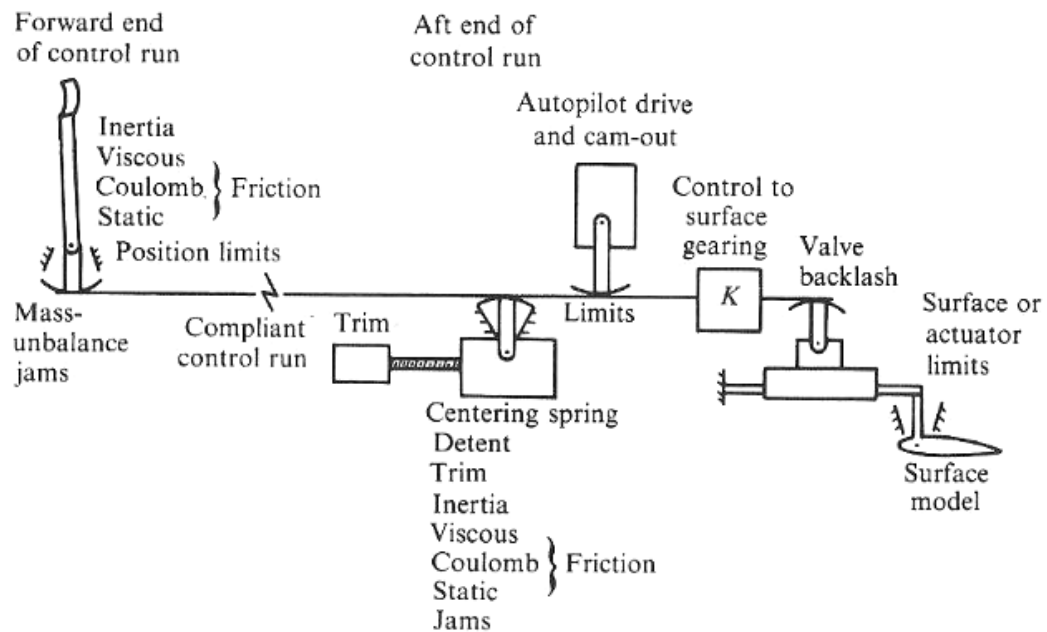 Forward end
of control run
Aft end of
control run
Autopilot drive
and cam-out
Inertia
Viscous
Coulomb
Static
Friction
Position limits
Control to
surface
gearing
K
Valve
backlash
Limits
Surface or
actuator
limits
Mass-
unbalance
jams
Compliant
control run
Trim
Centering spring
Detent
Trim
Inertia
Viscous
Coulomb
Static
Jams
Friction
Surface
model